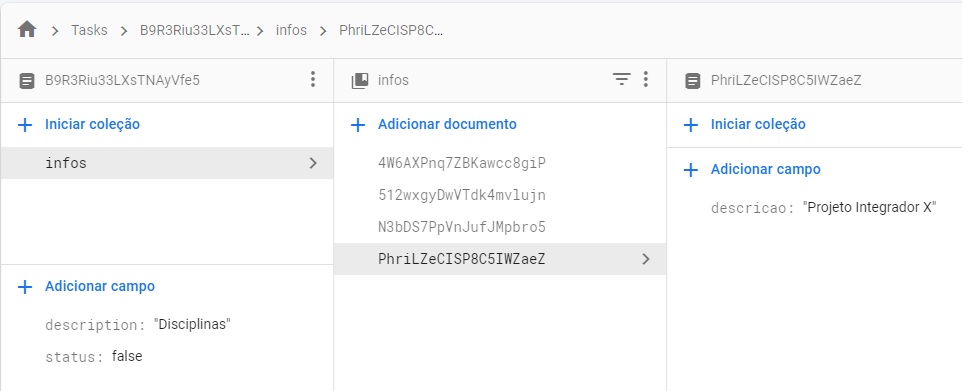 Tasks B9R3Riu33LXsT... infos PhriLZeCISP8C...
B9R3Riu33LXsTNAyVfe5
Iniciar coleção
infos
Adicionar campo
description: "Disciplinas"
status: false
infos
Adicionar documento
4W6AXPnq7ZBKawcc8giP
512wxgyDwVTdk4mvlujn
N3bDS7PpVnJufJMpbro5
PhriLZeCISP8C5IWZaeZ
PhriLZeCISP8C5IWZaeZ
Iniciar coleção
Adicionar campo
descricao: "Projeto Integrador X"